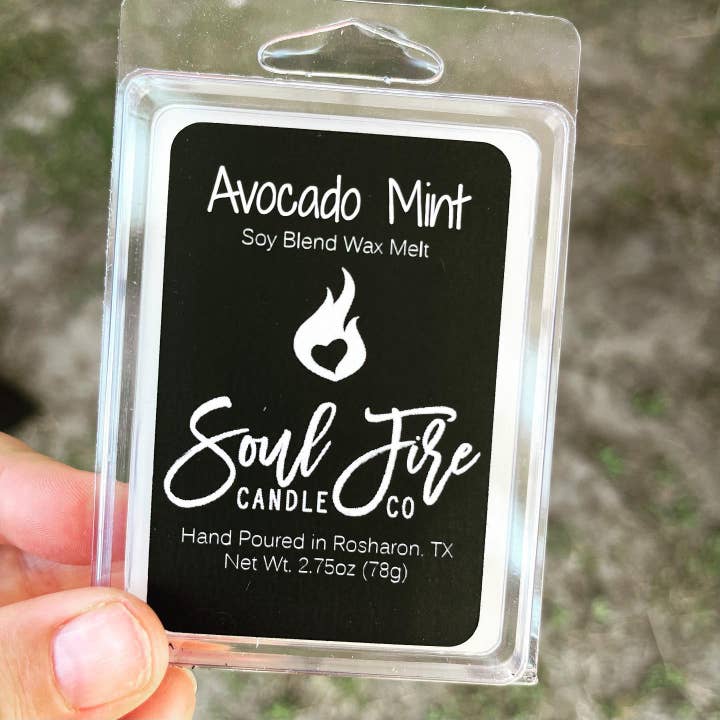 Avocado Mint
Soy Blend Wax Melt
Soul Fire
CANDLE CO
Hand Poured in Rosharon, TX
Net Wt. 2.75oz (78g)